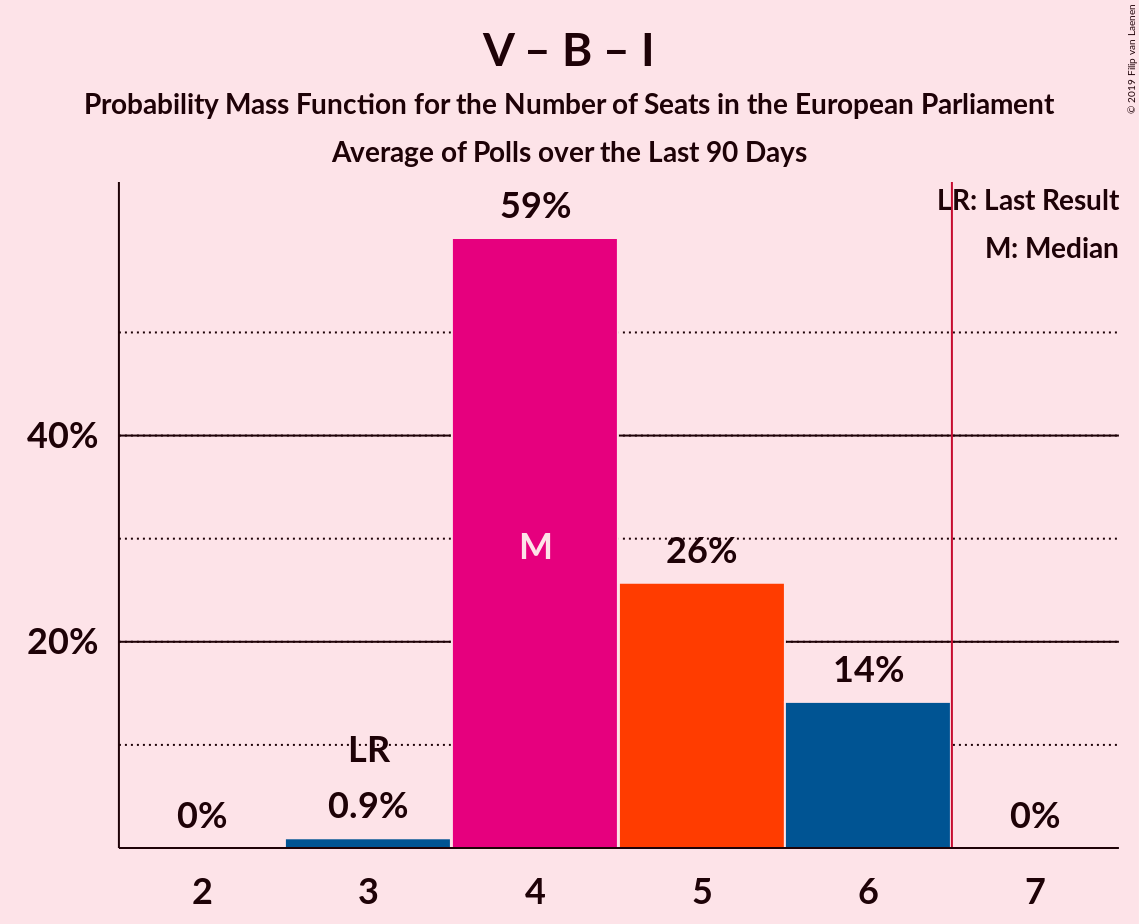 V – B – I
Probability Mass Function for the Number of Seats in the European Parliament
Average of Polls over the Last 90 Days
© 2019 Filip van Laenen
LR: Last Result
M: Median
59%
40%
M
26%
20%
14%
LR
0.9%
0%
0%
2 3 4 5 6 7